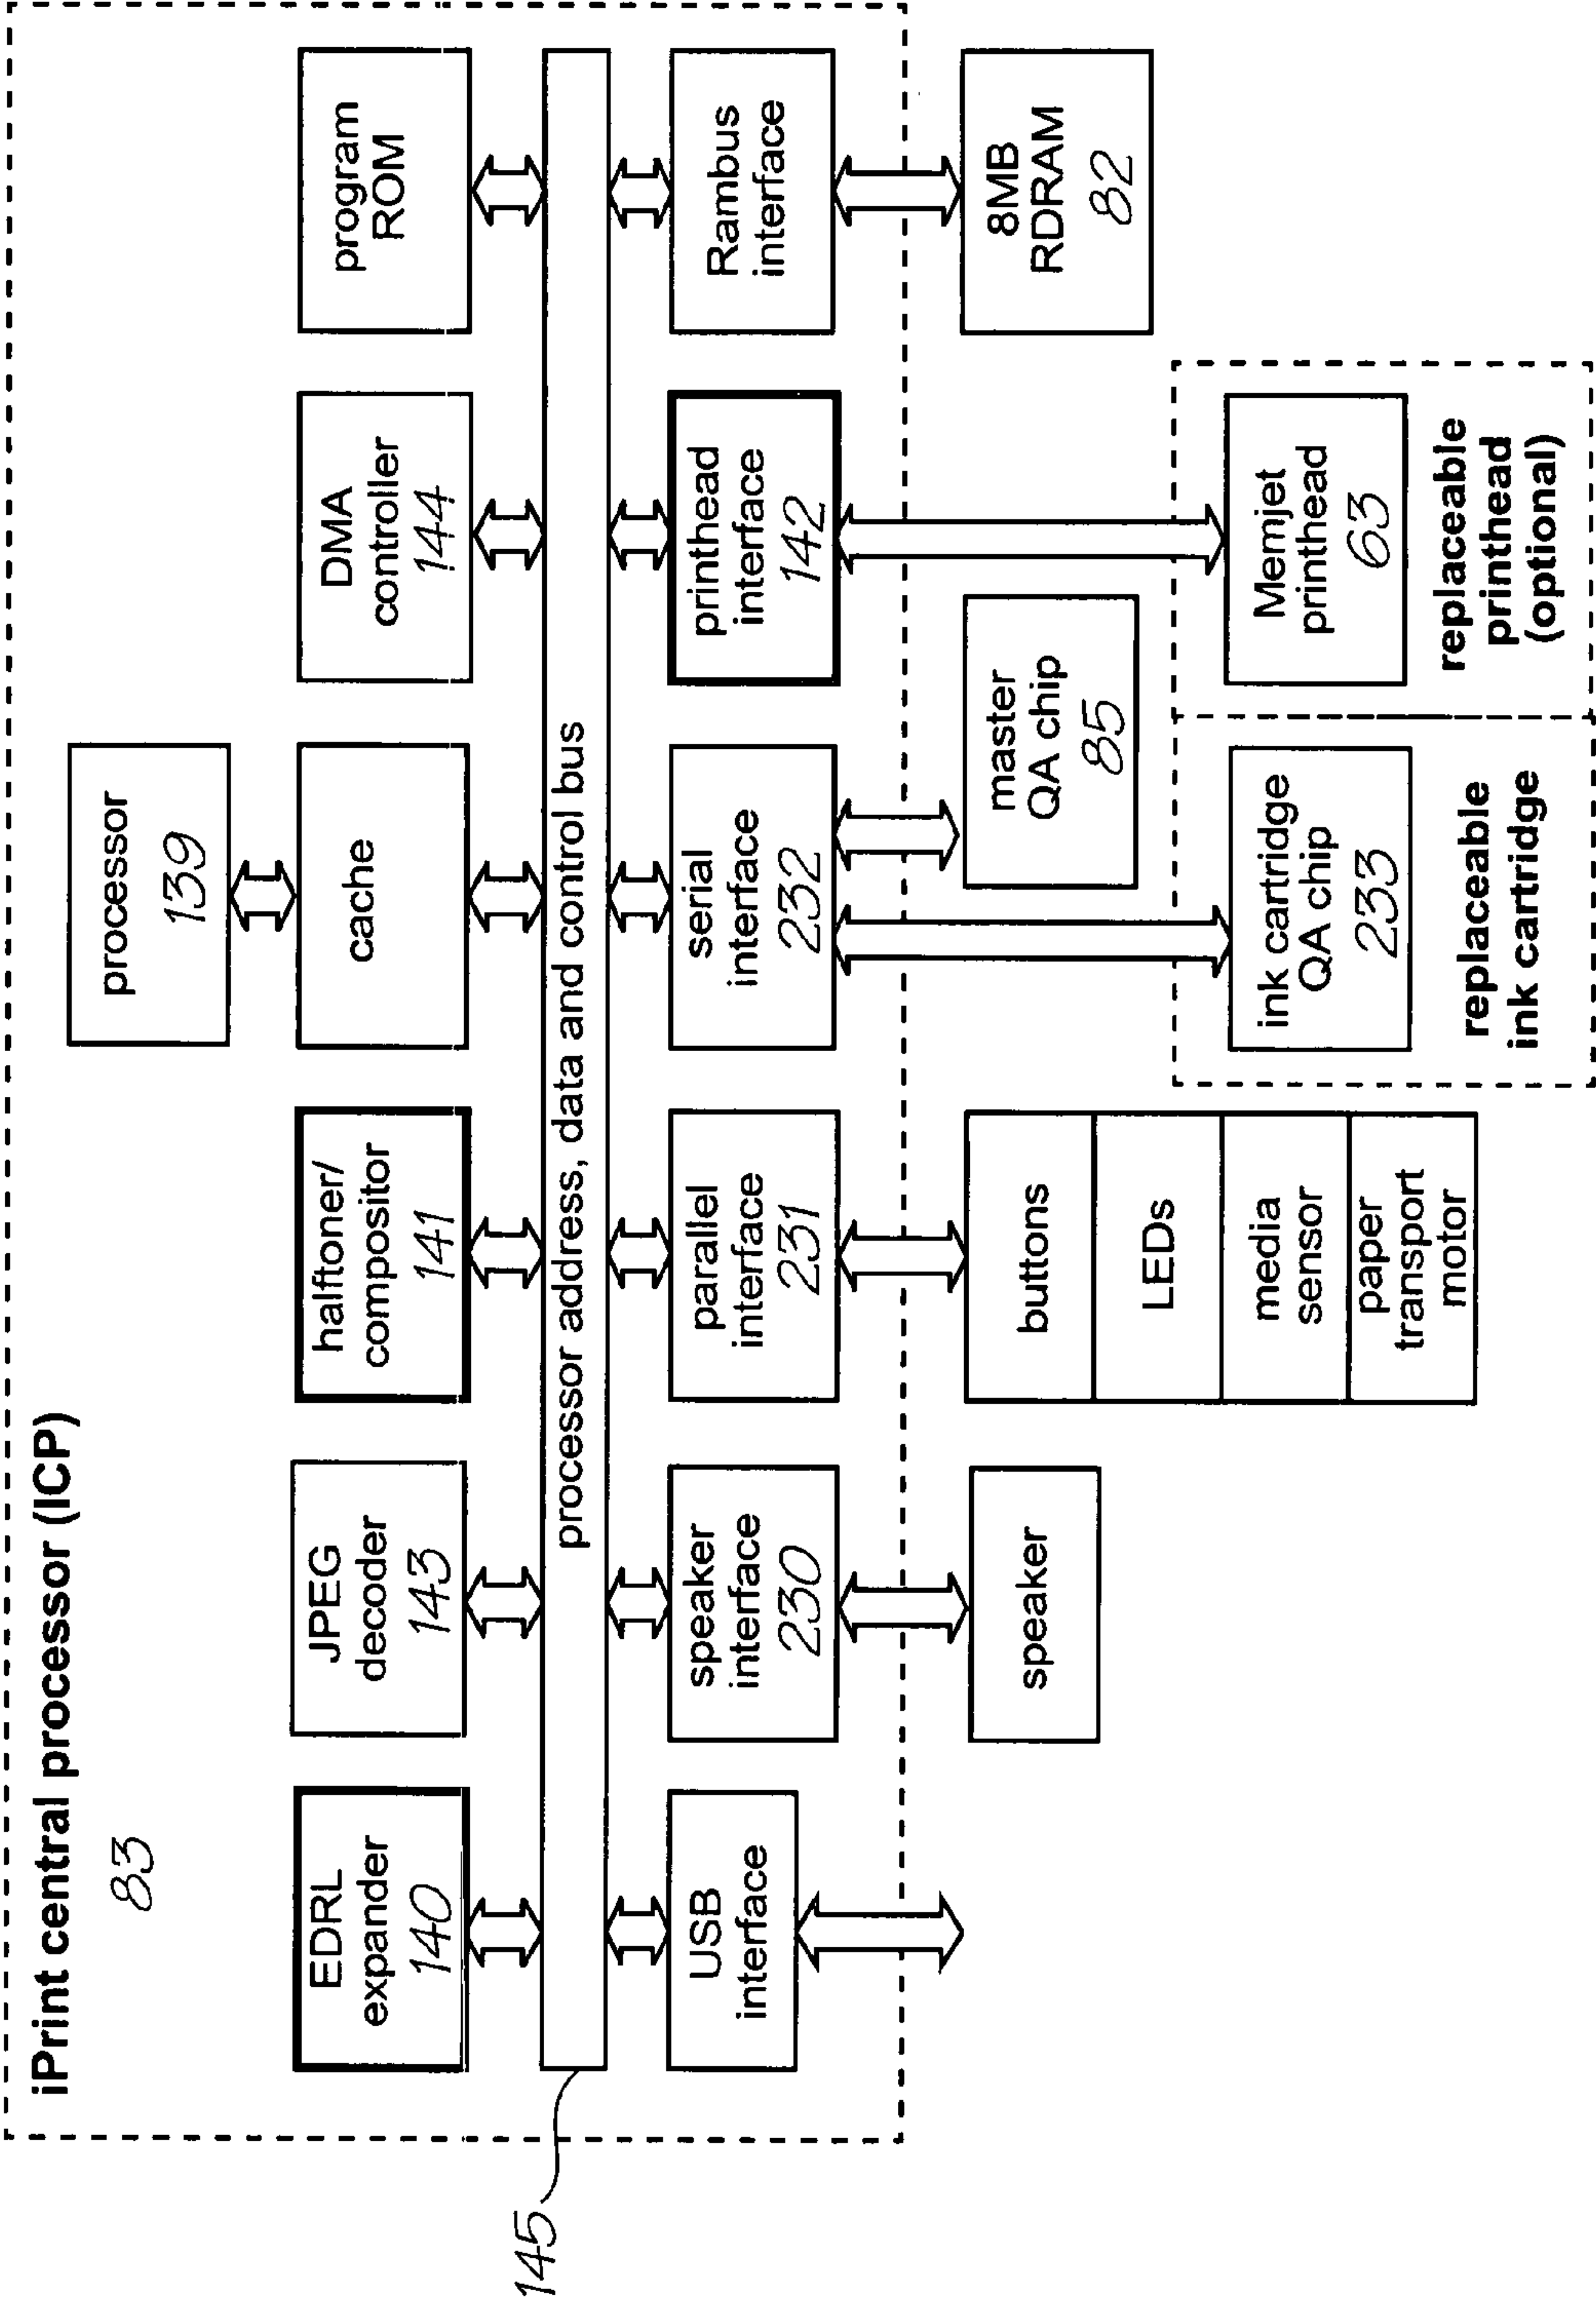 iPrint central processor (ICP)
83
processor
139
EDRL
expander
140
JPEG
decoder
143
halftoner/
compositor
141
cache
DMA
controller
144
program
ROM
processor address, data and control bus
145
USB
interface
speaker
interface
230
parallel
interface
231
serial
interface
232
printhead
interface
142
Rambus
interface
speaker
buttons
LEDs
media
sensor
paper
transport
motor
master
QA chip
85
8MB
RDRAM
82
ink cartridge
QA chip
233
replaceable
ink cartridge
Memjet
printhead
63
replaceable
printhead
(optional)